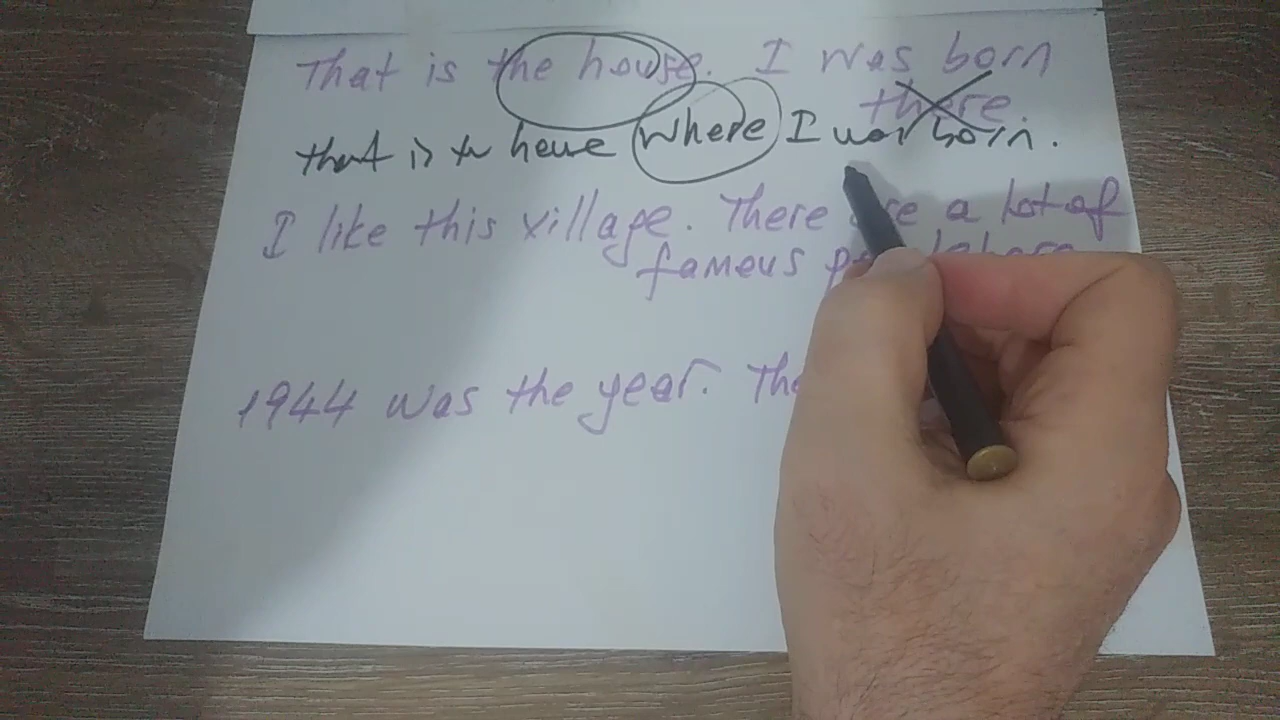 That is the house. I was born
there.
that is the house where I was born.
I like this village. There are a lot of
famous
1944 was the year. The